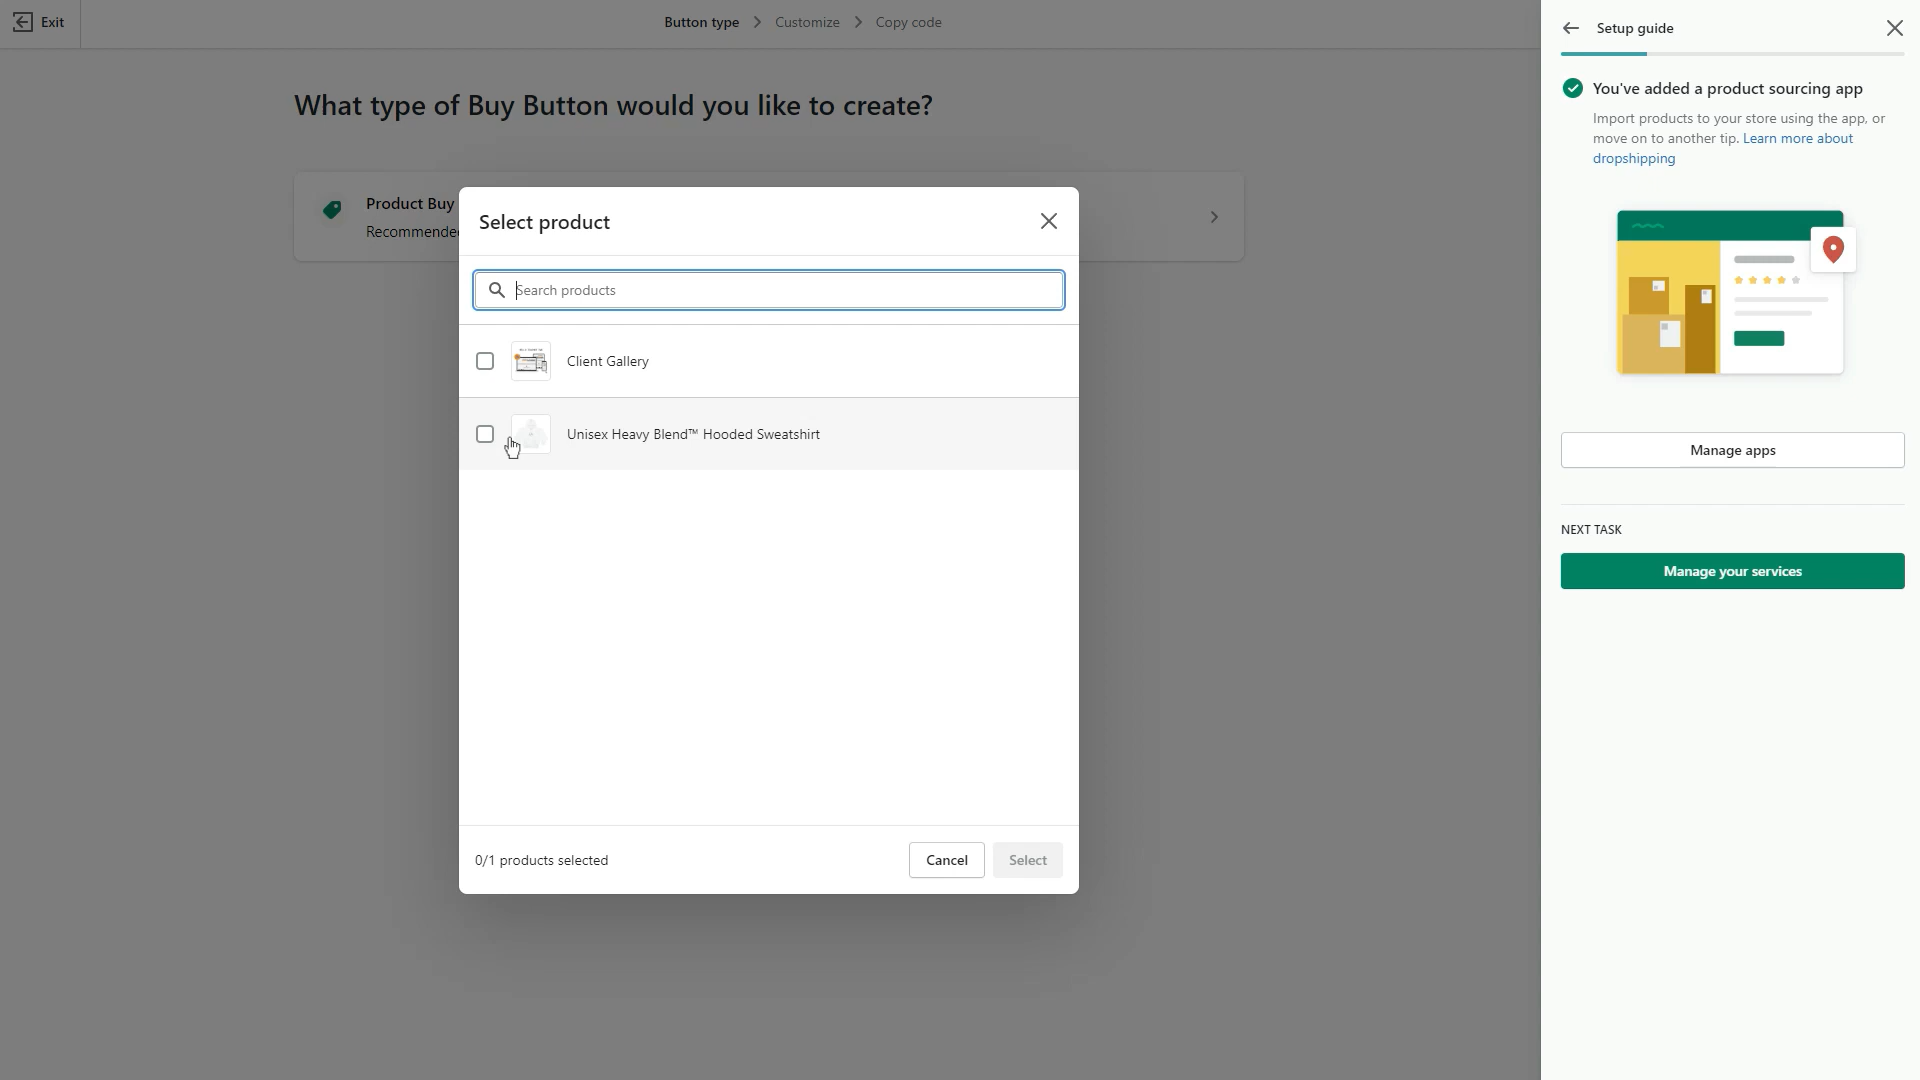 Exit
Button type
Customize
Copy code
What type of Buy Button would you like to create?
Product Buy
Recommended
Select product
Search products
Client Gallery
Unisex Heavy Blend™ Hooded Sweatshirt
0/1 products selected
Cancel
Select
Setup guide
You've added a product sourcing app
Import products to your store using the app, or
move on to another tip. Learn more about
dropshipping
Manage apps
NEXT TASK
Manage your services